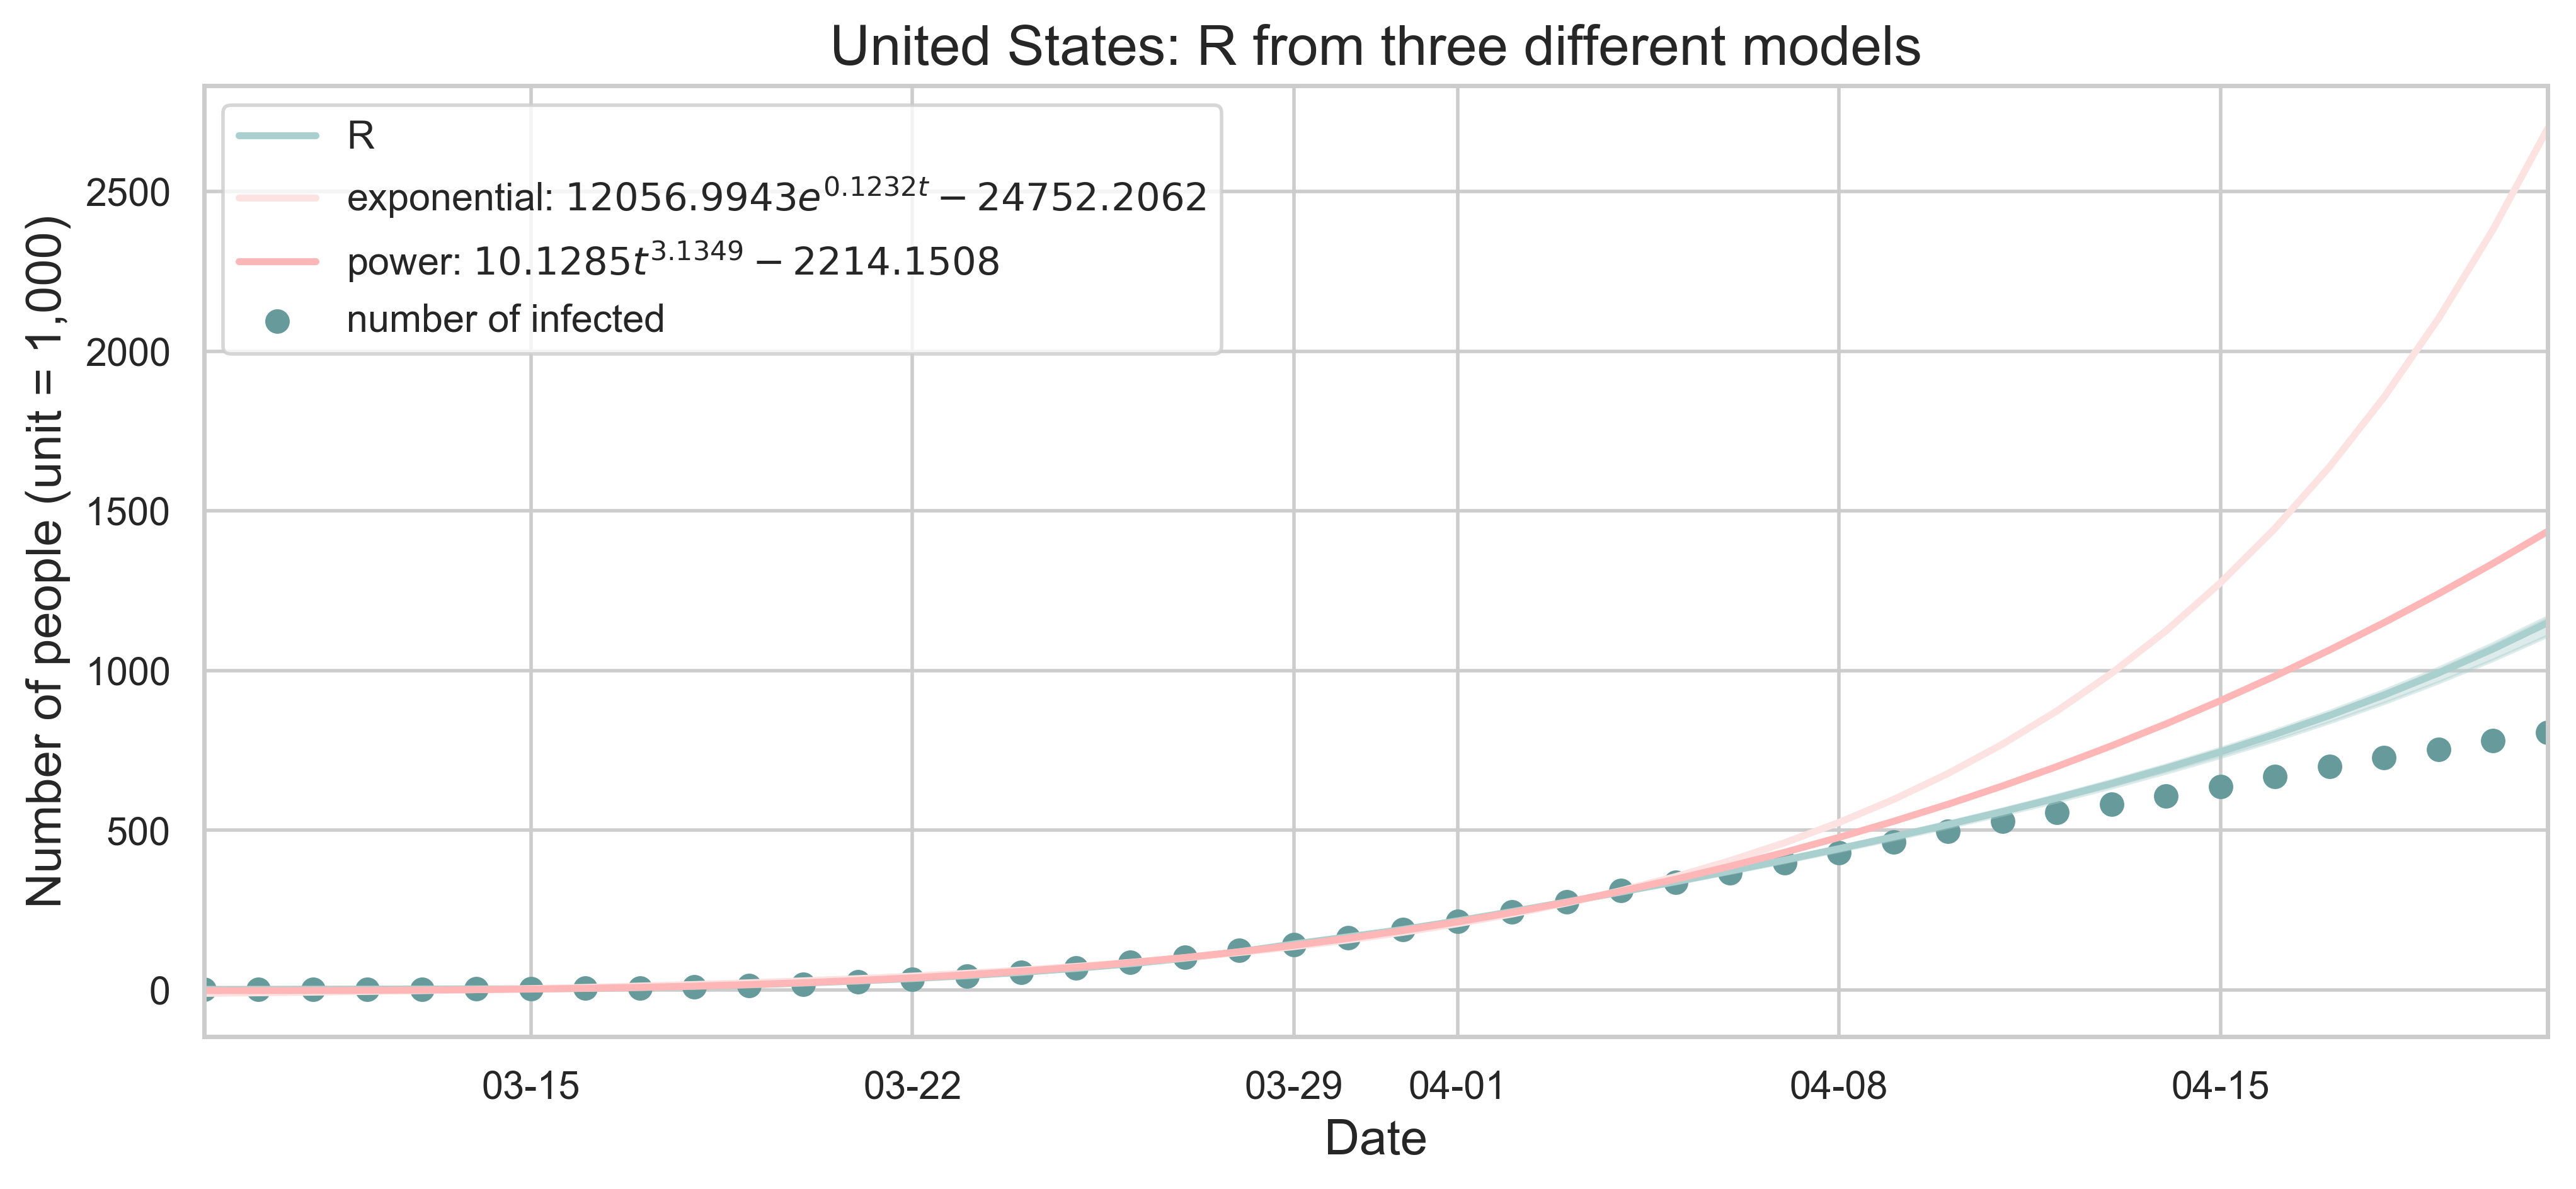 United States: R from three different models
R
exponential: 12056.9943e^{0.1232t} − 24752.2062
power: 10.1285t^{3.1349} − 2214.1508
number of infected
Number of people (unit = 1,000)
2500
2000
1500
1000
500
0
03-15 03-22 03-29 04-01 04-08 04-15
Date